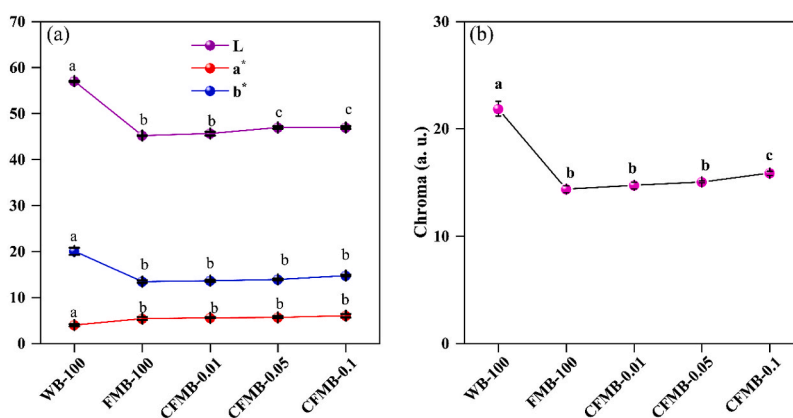 (a)
L
a*
b*
70
60
50
40
30
20
10
0
a
b
b
c
c
a
b
b
b
b
a
b
b
b
b
WB-100
FMB-100
CFMB-0.01
CFMB-0.05
CFMB-0.1
(b)
Chroma (a. u.)
30
20
10
0
a
b
b
b
c
WB-100
FMB-100
CFMB-0.01
CFMB-0.05
CFMB-0.1